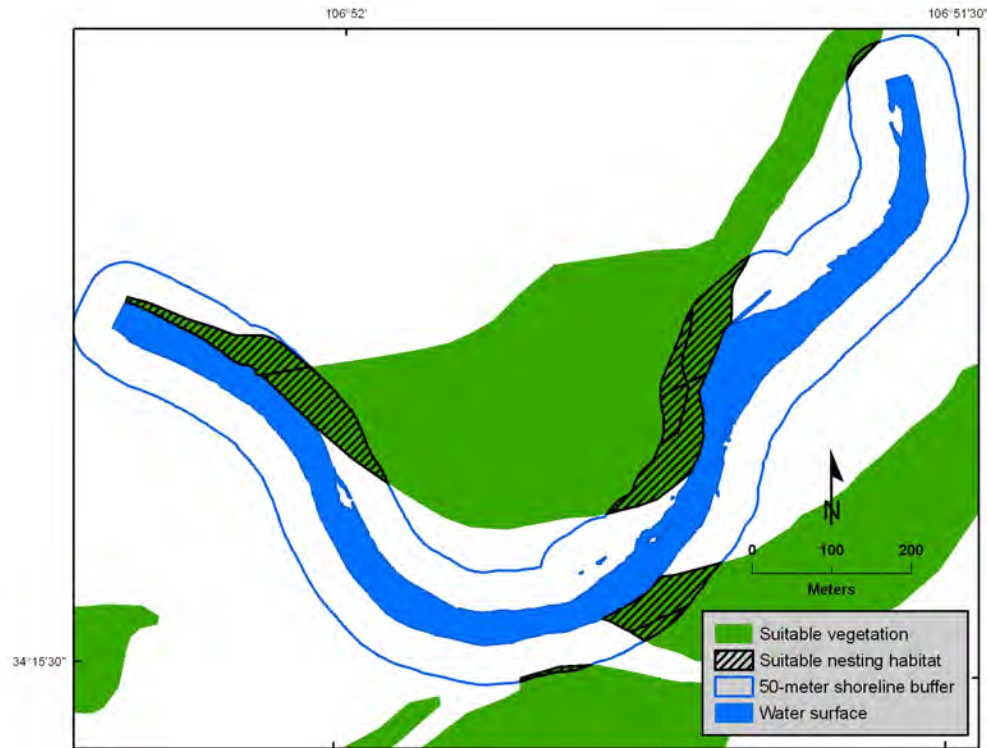 106°52'
106°51'30"
34°15'30"
N
0 100 200
Meters
Suitable vegetation
Suitable nesting habitat
50-meter shoreline buffer
Water surface